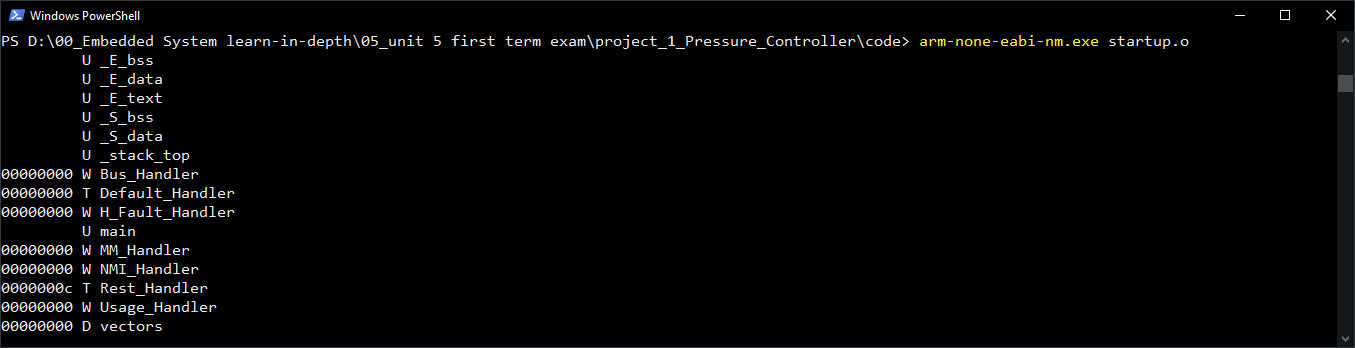 Windows PowerShell
PS D:\00_Embedded System learn-in-depth\05_unit 5 first term exam\project_1_Pressure_Controller\code> arm-none-eabi-nm.exe startup.o
         U _E_bss
         U _E_data
         U _E_text
         U _S_bss
         U _S_data
         U _stack_top
00000000 W Bus_Handler
00000000 T Default_Handler
00000000 W H_Fault_Handler
         U main
00000000 W MM_Handler
00000000 W NMI_Handler
0000000c T Rest_Handler
00000000 W Usage_Handler
00000000 D vectors